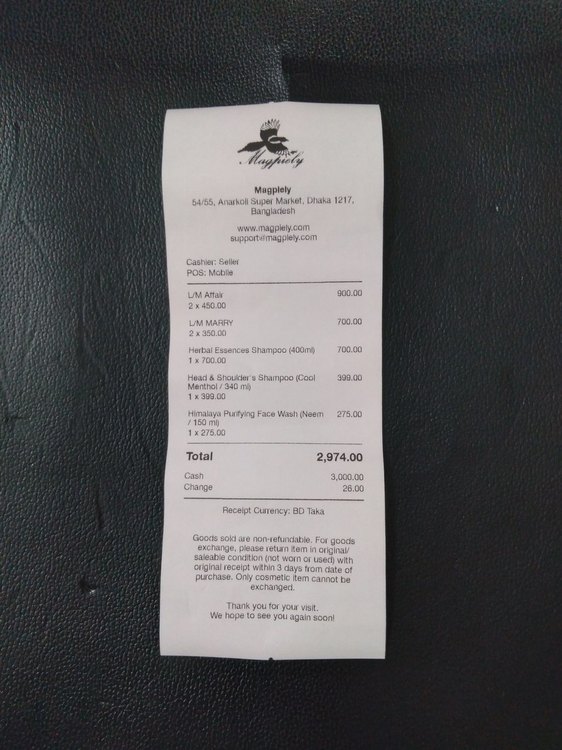 Magpiely
Magpiely
54/55, Anarkoli Super Market, Dhaka 1217,
Bangladesh
www.magpiely.com
support@magpiely.com
Cashier: Seller
POS: Mobile
L/M Affair 900.00
2 x 450.00
L/M MARRY 700.00
2 x 350.00
Herbal Essences Shampoo (400ml) 700.00
1 x 700.00
Head & Shoulder's Shampoo (Cool 399.00
Menthol / 340 ml)
1 x 399.00
Himalaya Purifying Face Wash (Neem 275.00
/ 150 ml)
1 x 275.00
Total 2,974.00
Cash 3,000.00
Change 26.00
Receipt Currency: BD Taka
Goods sold are non-refundable. For goods
exchange, please return item in original/
saleable condition (not worn or used) with
original receipt within 3 days from date of
purchase. Only cosmetic item cannot be
exchanged.
Thank you for your visit.
We hope to see you again soon!